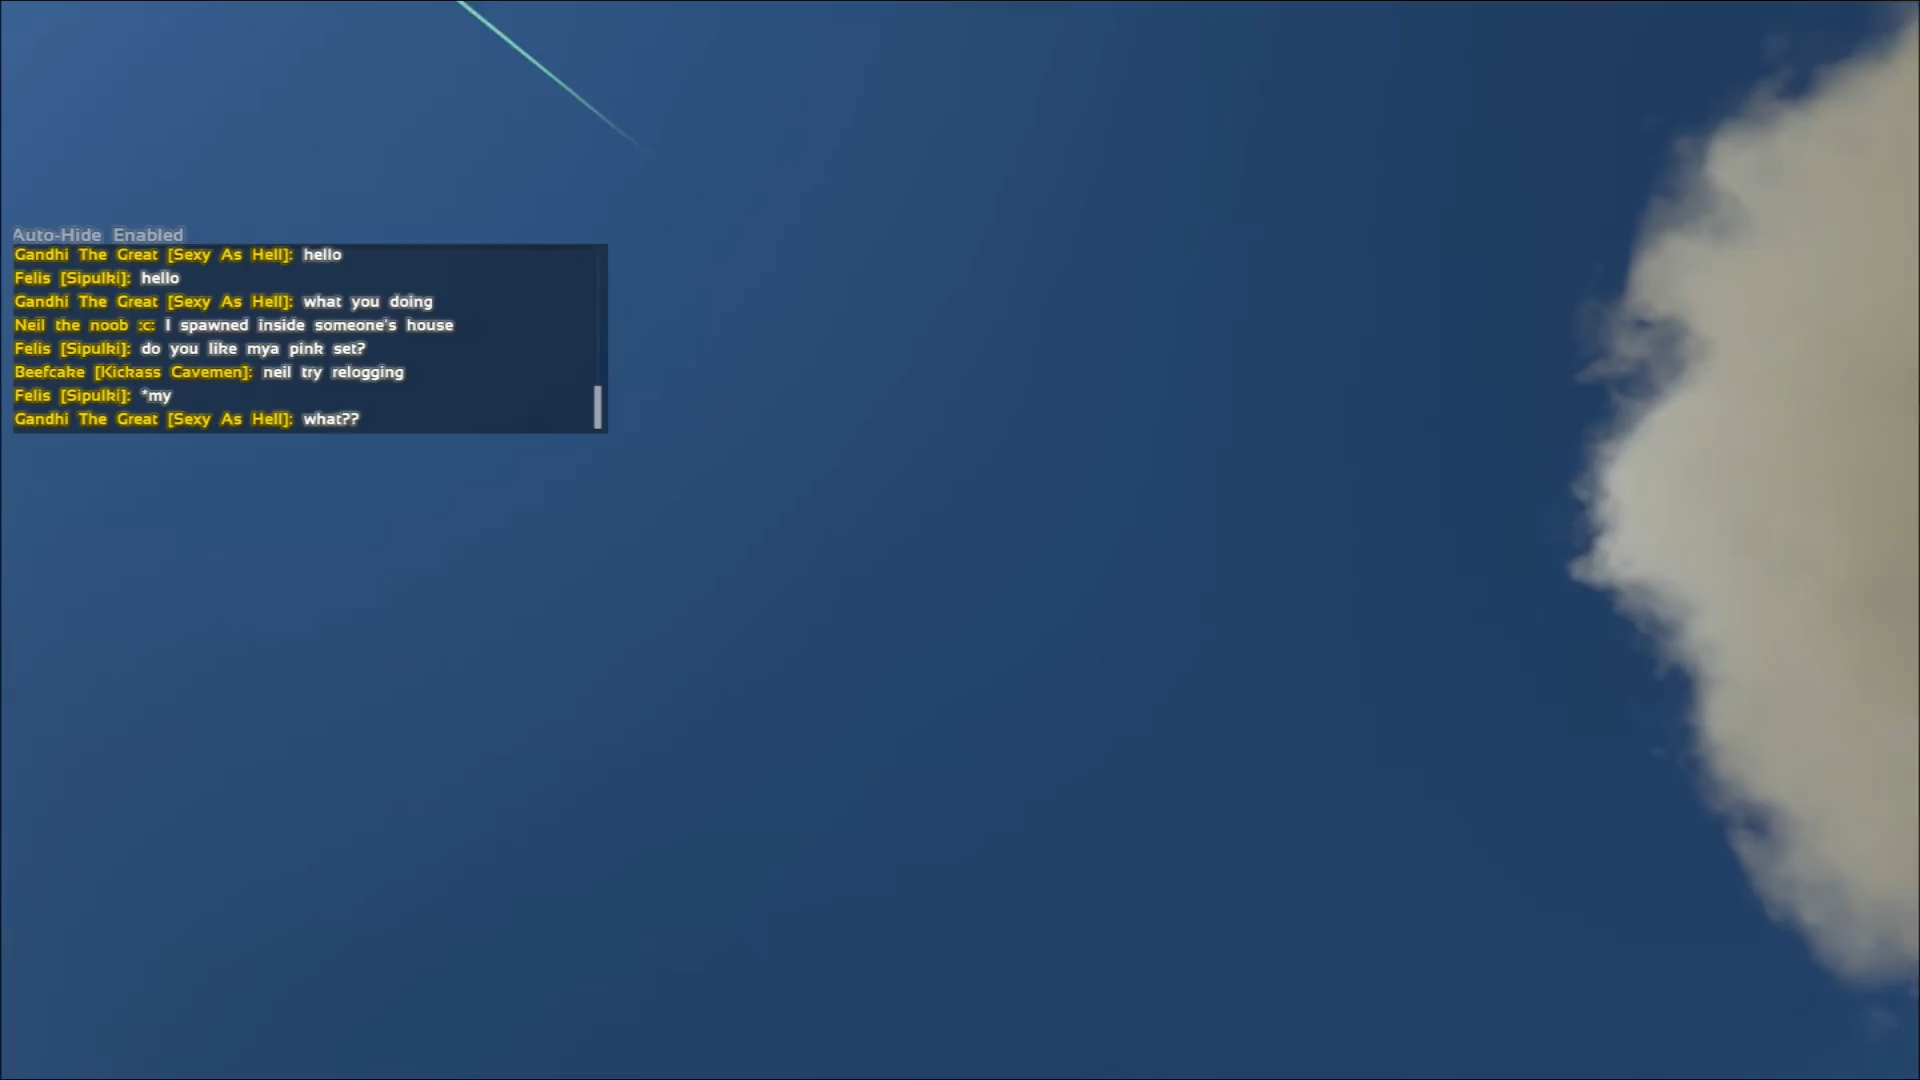 Auto-Hide Enabled
Gandhi The Great [Sexy As Hell]: hello
Felis [Sipulki]: hello
Gandhi The Great [Sexy As Hell]: what you doing
Neil the noob :c: I spawned inside someone's house
Felis [Sipulki]: do you like mya pink set?
Beefcake [Kickass Cavemen]: neil try relogging
Felis [Sipulki]: *my
Gandhi The Great [Sexy As Hell]: what??